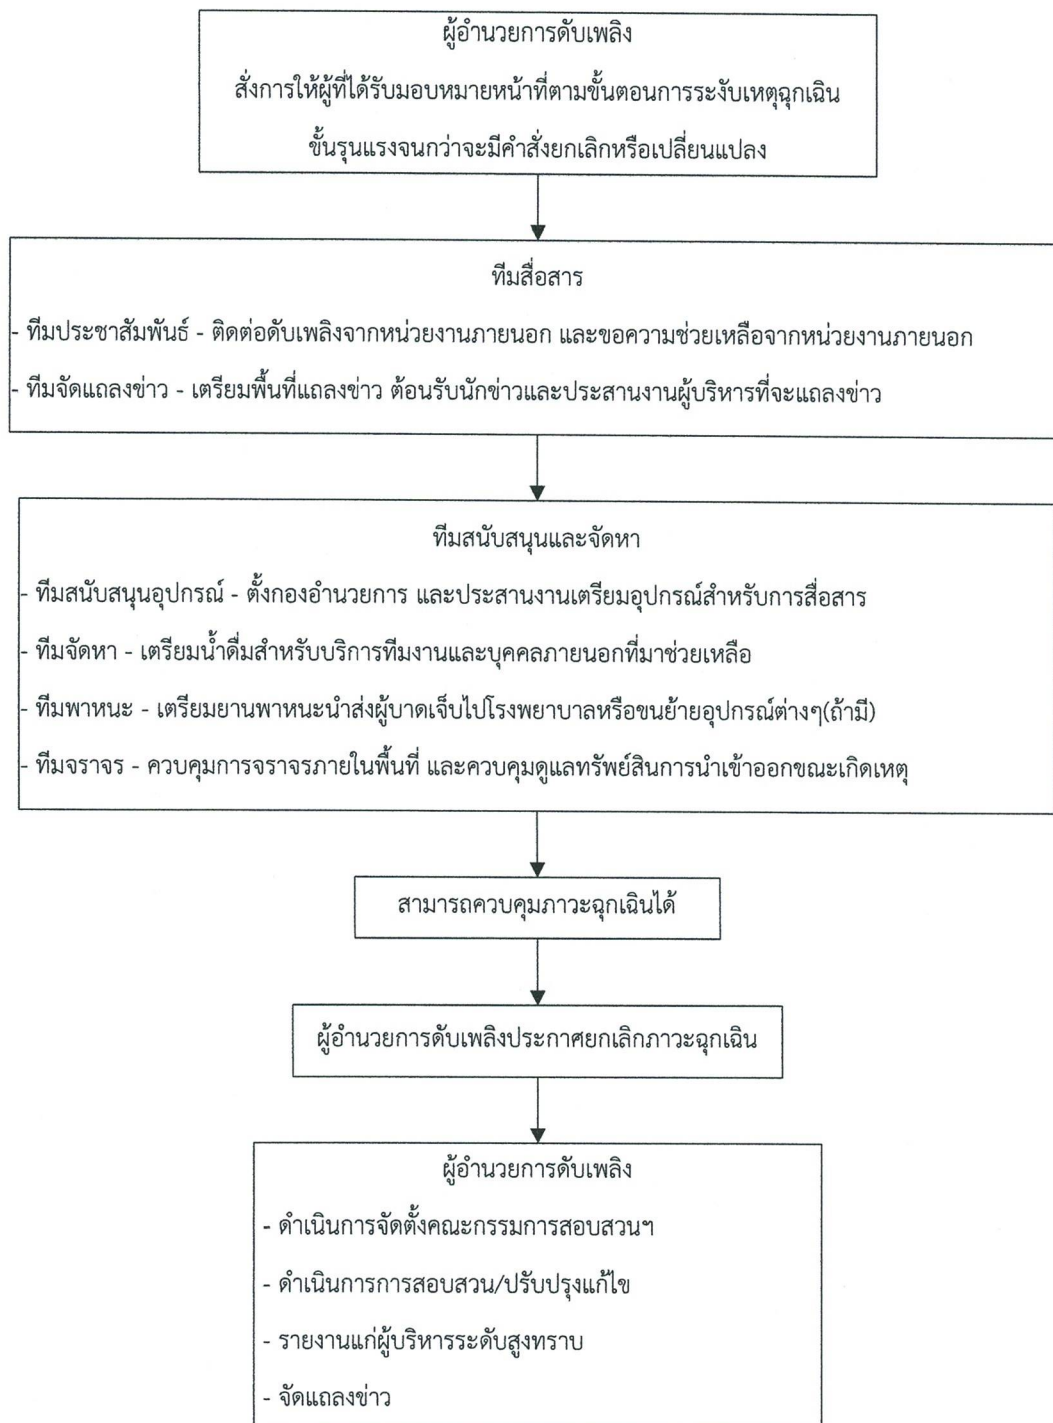 ผู้อำนวยการดับเพลิง
สั่งการให้ผู้ที่ได้รับมอบหมายหน้าที่ตามขั้นตอนการระงับเหตุฉุกเฉิน
ขั้นรุนแรงจนกว่าจะมีคำสั่งยกเลิกหรือเปลี่ยนแปลง
ทีมสื่อสาร
- ทีมประชาสัมพันธ์ - ติดต่อดับเพลิงจากหน่วยงานภายนอก และขอความช่วยเหลือจากหน่วยงานภายนอก
- ทีมจัดแถลงข่าว - เตรียมพื้นที่แถลงข่าว ต้อนรับนักข่าวและประสานงานผู้บริหารที่จะแถลงข่าว
ทีมสนับสนุนและจัดหา
- ทีมสนับสนุนอุปกรณ์ - ตั้งกองอำนวยการ และประสานงานเตรียมอุปกรณ์สำหรับการสื่อสาร
- ทีมจัดหา - เตรียมน้ำดื่มสำหรับบริการทีมงานและบุคคลภายนอกที่มาช่วยเหลือ
- ทีมพาหนะ - เตรียมยานพาหนะนำส่งผู้บาดเจ็บไปโรงพยาบาลหรือขนย้ายอุปกรณ์ต่างๆ(ถ้ามี)
- ทีมจราจร - ควบคุมการจราจรภายในพื้นที่ และควบคุมดูแลทรัพย์สินการนำเข้าออกขณะเกิดเหตุ
สามารถควบคุมภาวะฉุกเฉินได้
ผู้อำนวยการดับเพลิงประกาศยกเลิกภาวะฉุกเฉิน
ผู้อำนวยการดับเพลิง
- ดำเนินการจัดตั้งคณะกรรมการสอบสวนฯ
- ดำเนินการการสอบสวน/ปรับปรุงแก้ไข
- รายงานแก่ผู้บริหารระดับสูงทราบ
- จัดแถลงข่าว